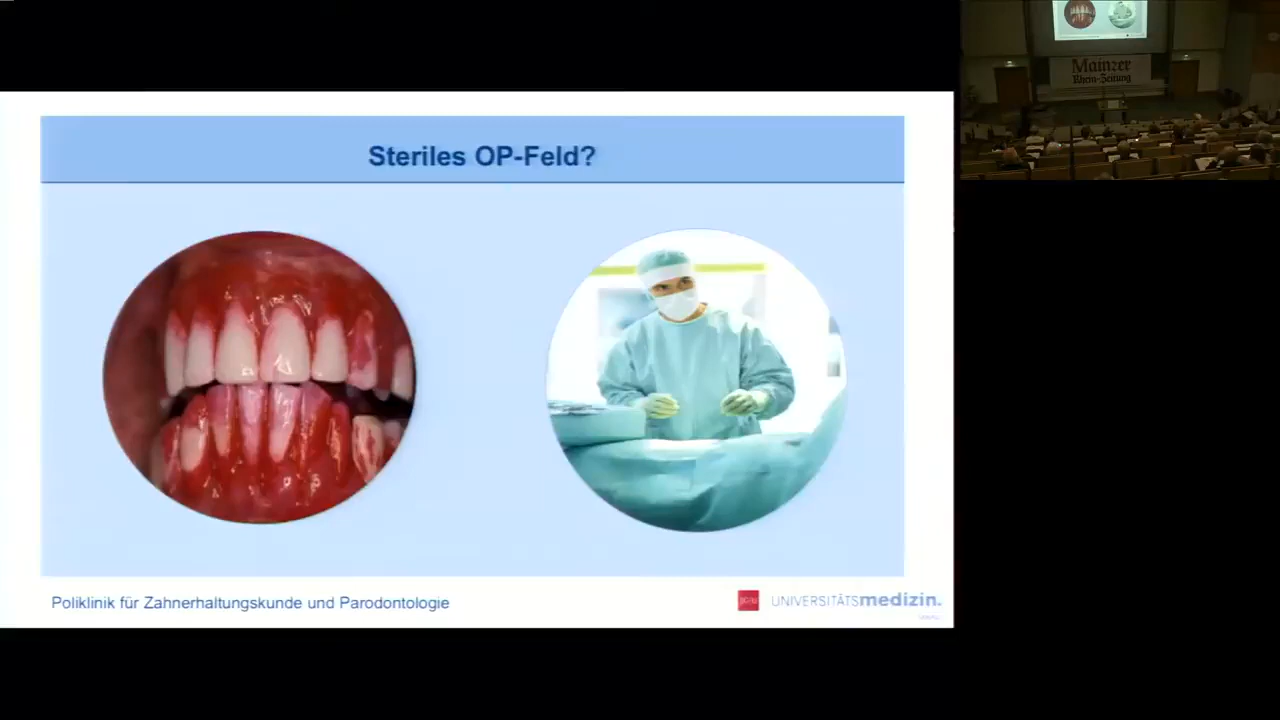 Steriles OP-Feld?
Poliklinik für Zahnerhaltungskunde und Parodontologie
UNIVERSITÄTSmedizin.
Mainzer
Rhein-Zeitung